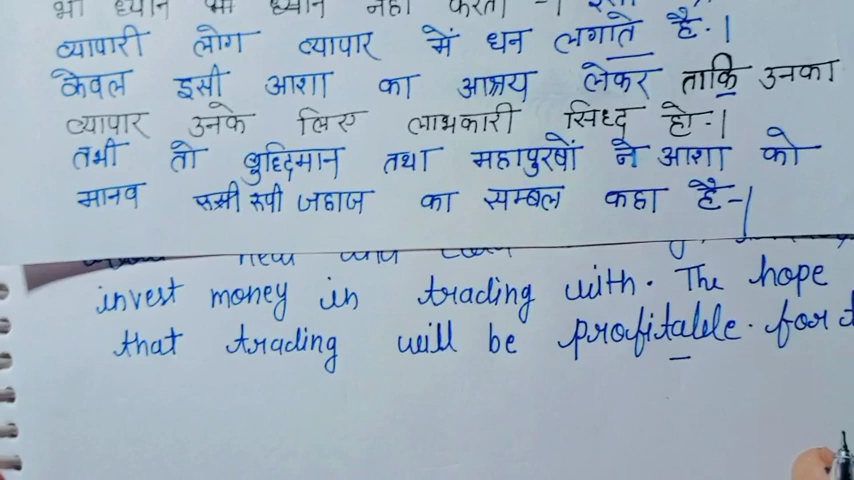 व्यापारी लोग व्यापार में धन लगाते है।
केवल इसी आशा का आश्रय लेकर ताकि उनका
व्यापार उनके लिए लाभकारी सिध्द हो।
तभी तो बुध्दिमान तथा महापुरषों ने आशा को
मानव रूपी जहाज का सम्बल कहा है।
invest money in trading with. The hope
that trading will be profitable. for